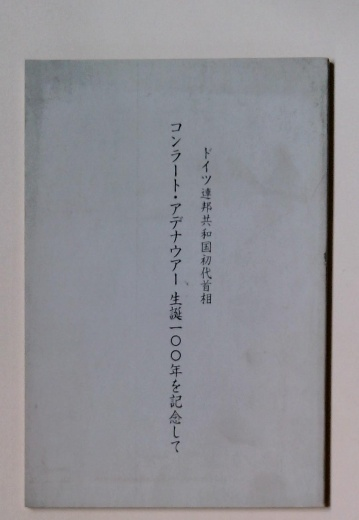 ドイツ連邦共和国初代首相
コンラート・アデナウアー生誕一〇〇年を記念して